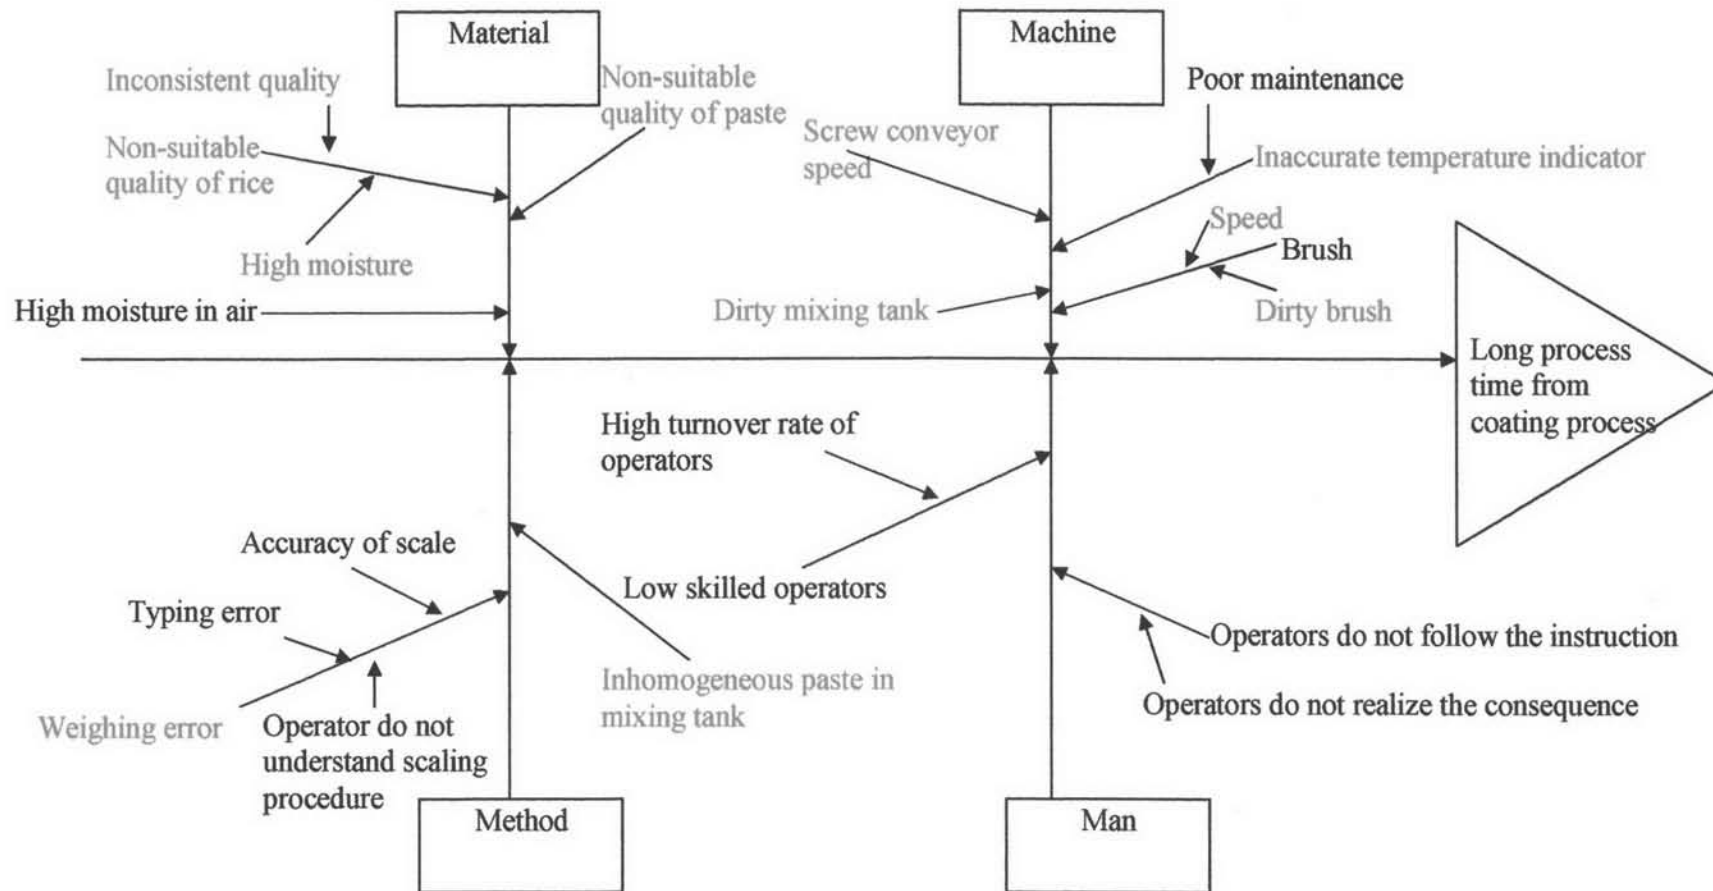 Material
Machine
Inconsistent quality
Non-suitable
quality of paste
Poor maintenance
Screw conveyor
speed
Non-suitable
quality of rice
Inaccurate temperature indicator
Speed
Brush
High moisture
High moisture in air
Dirty mixing tank
Dirty brush
Long process
time from
coating process
High turnover rate of
operators
Accuracy of scale
Low skilled operators
Typing error
Operators do not follow the instruction
Inhomogeneous paste in
mixing tank
Operators do not realize the consequence
Weighing error
Operator do not
understand scaling
procedure
Method
Man